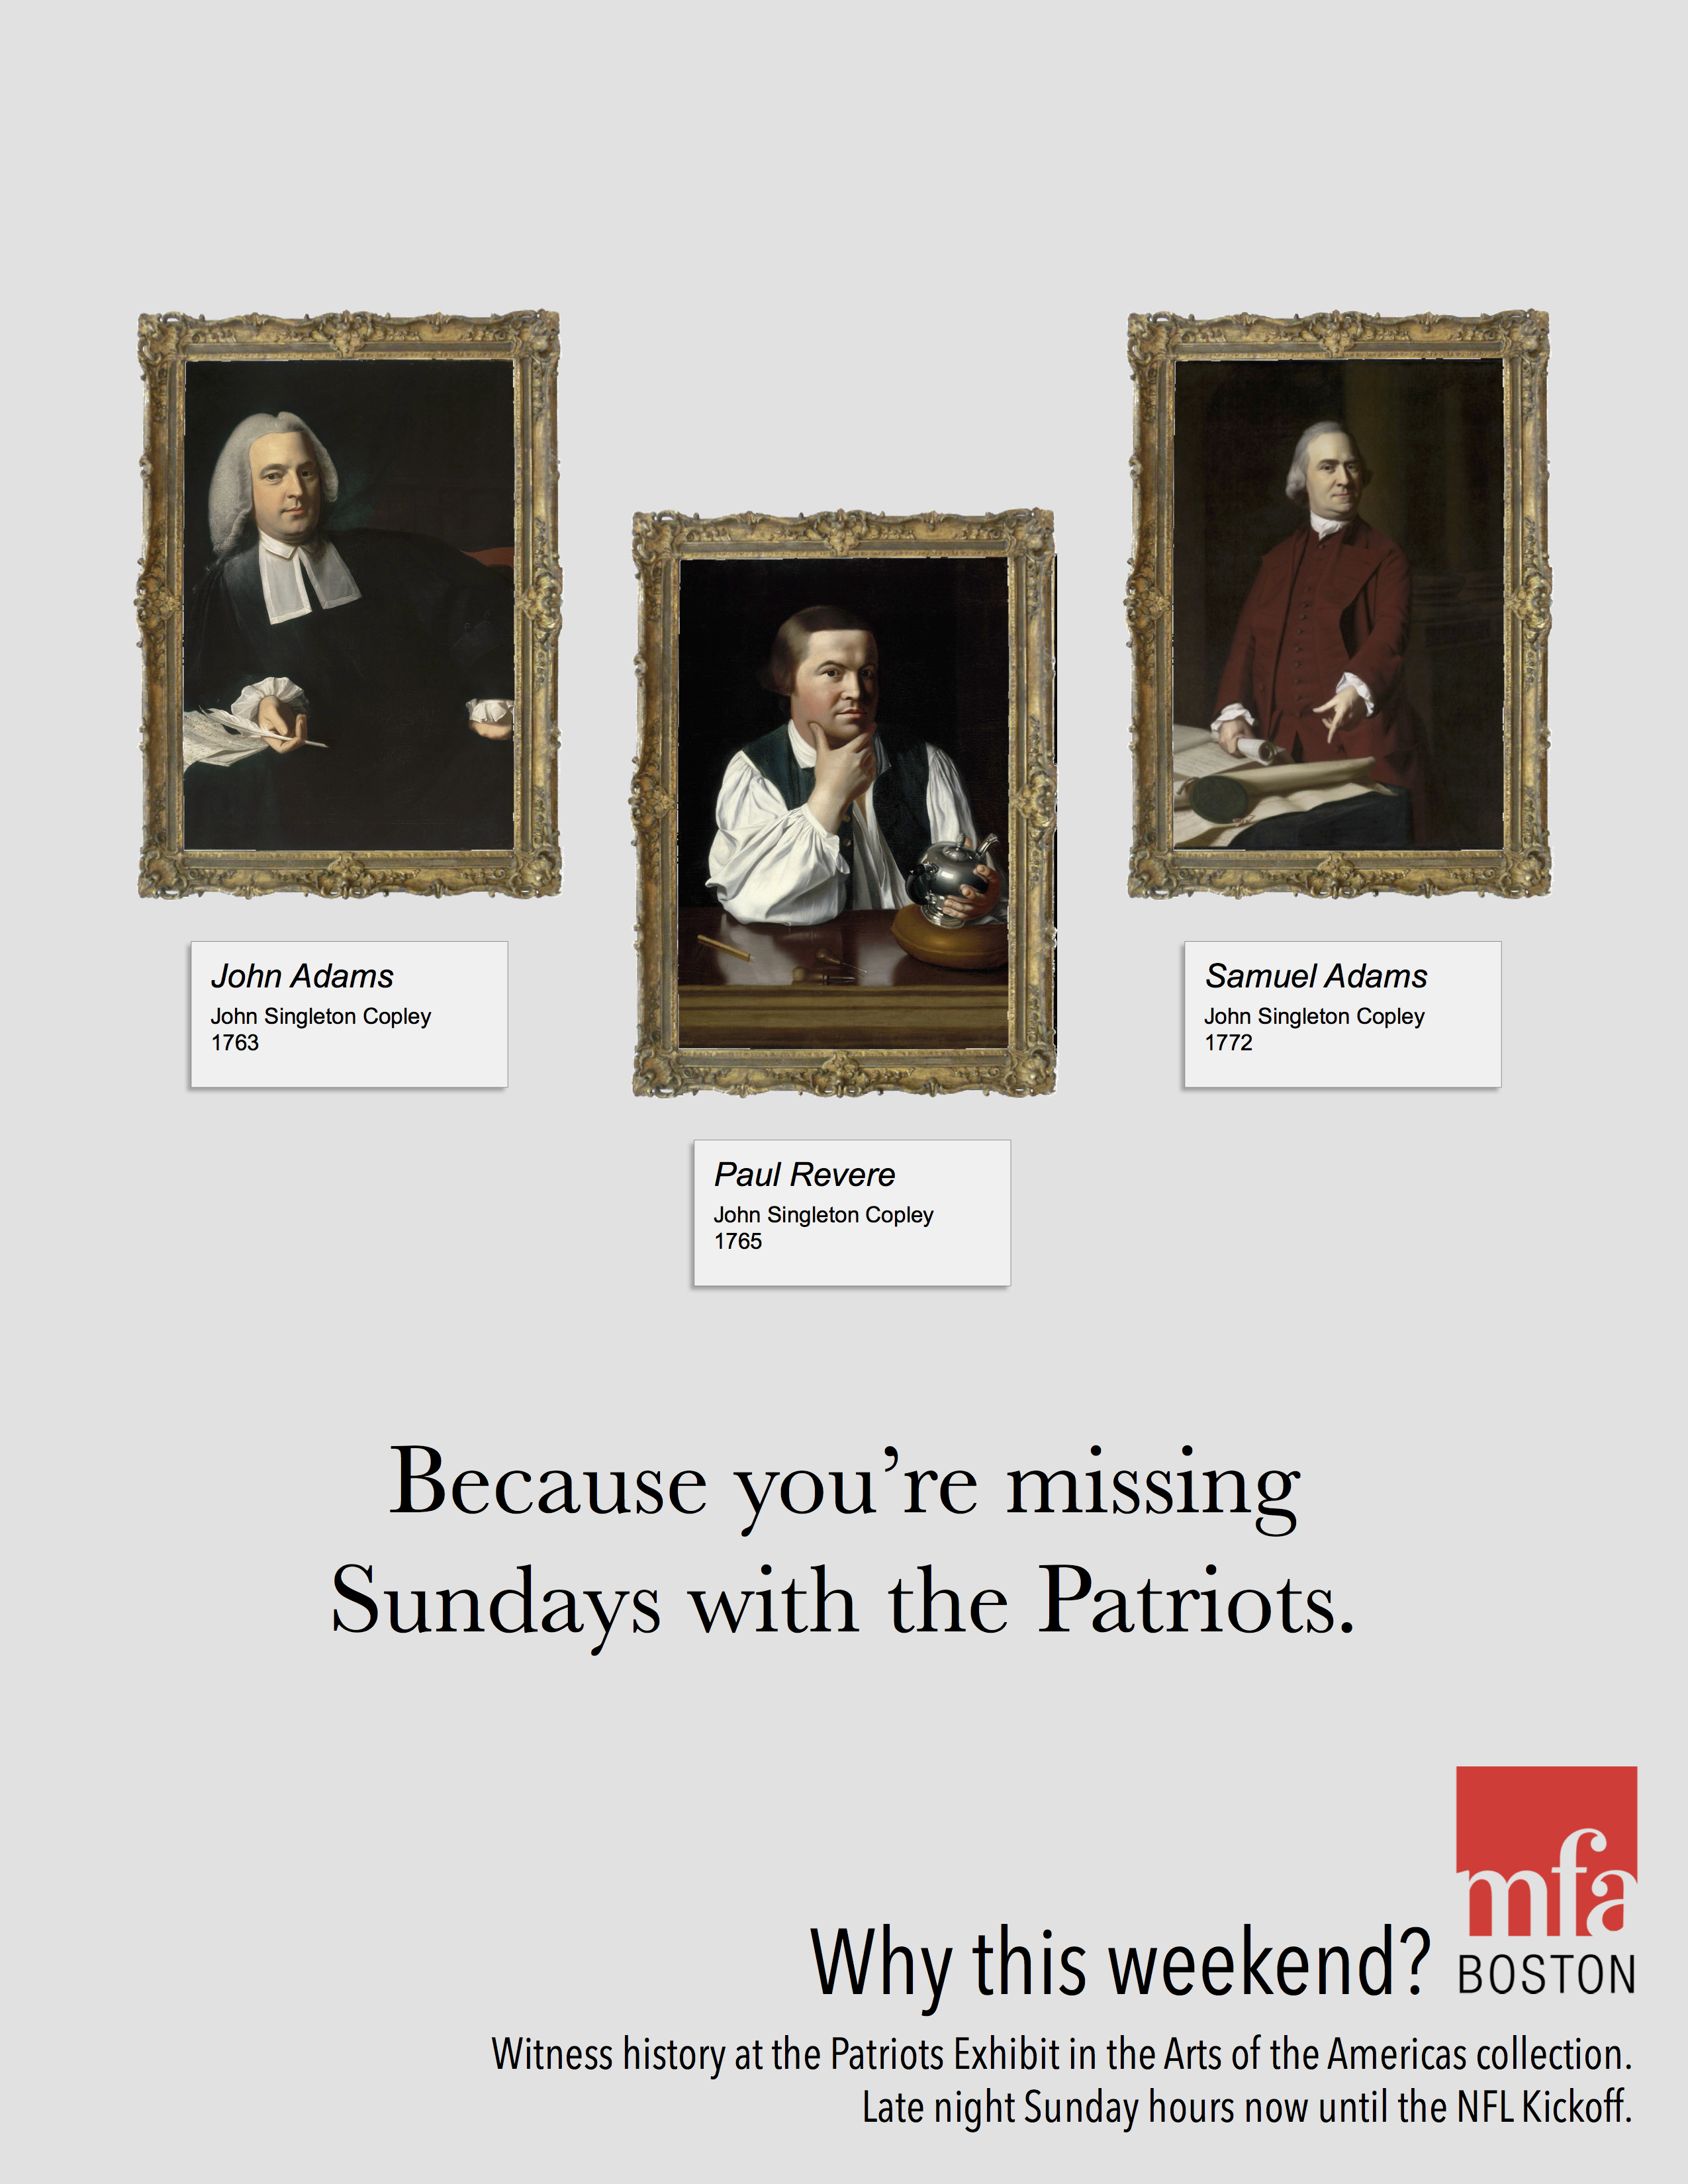 John Adams
John Singleton Copley
1763
Samuel Adams
John Singleton Copley
1772
Paul Revere
John Singleton Copley
1765
Because you’re missing
Sundays with the Patriots.
mfa
BOSTON
Why this weekend?
Witness history at the Patriots Exhibit in the Arts of the Americas collection.
Late night Sunday hours now until the NFL Kickoff.